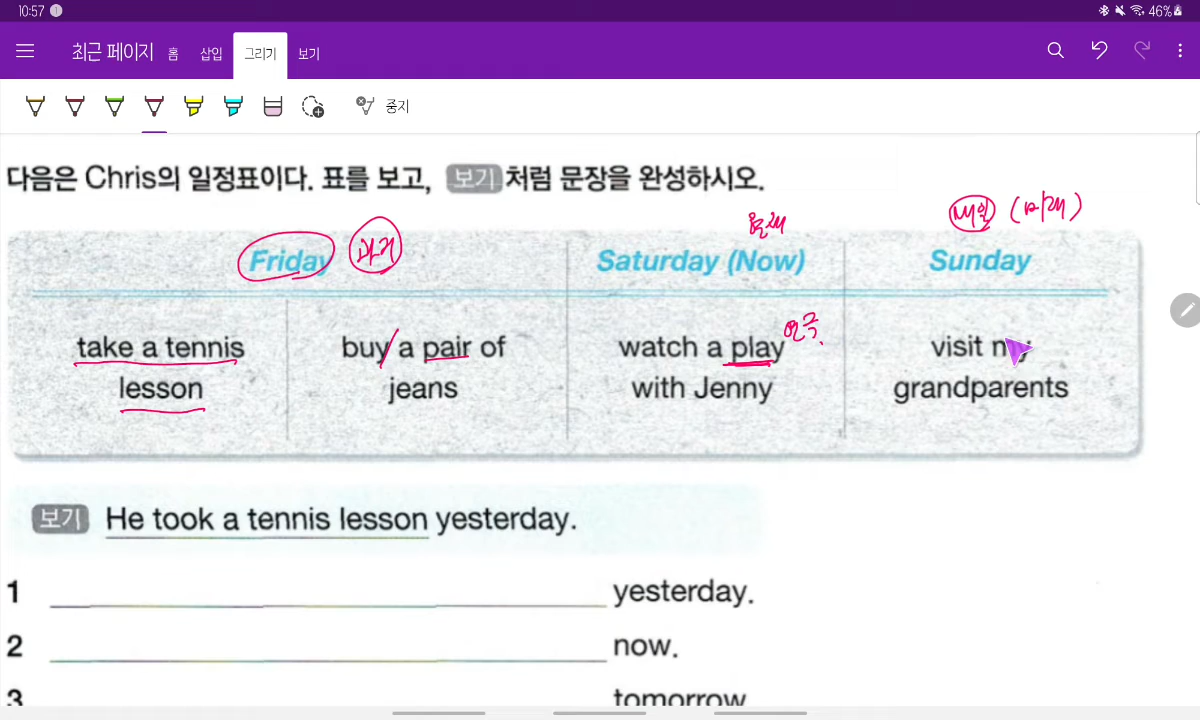 10:57
46%
최근 페이지 홈 삽입 그리기 보기
중지
다음은 Chris의 일정표이다. 표를 보고, 보기 처럼 문장을 완성하시오.
내일 (미래)
과거
Friday Saturday (Now) Sunday
연극.
take a tennis buy a pair of watch a play visit my
lesson jeans with Jenny grandparents
보기 He took a tennis lesson yesterday.
1 yesterday.
2 now.
3 tomorrow